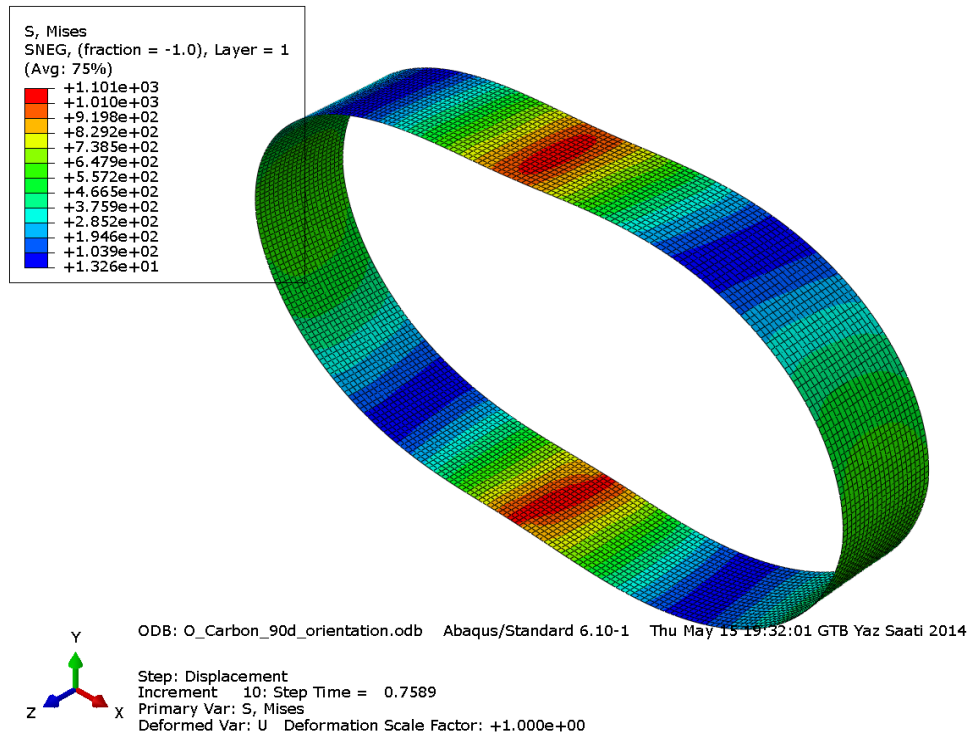 S, Mises
SNEG, (fraction = -1.0), Layer = 1
(Avg: 75%)
+1.101e+03
+1.010e+03
+9.198e+02
+8.292e+02
+7.385e+02
+6.479e+02
+5.572e+02
+4.665e+02
+3.759e+02
+2.852e+02
+1.946e+02
+1.039e+02
+1.326e+01
Y
Z
X
ODB: O_Carbon_90d_orientation.odb Abaqus/Standard 6.10-1 Thu May 15 19:32:01 GTB Yaz Saati 2014
Step: Displacement
Increment 10: Step Time = 0.7589
Primary Var: S, Mises
Deformed Var: U Deformation Scale Factor: +1.000e+00